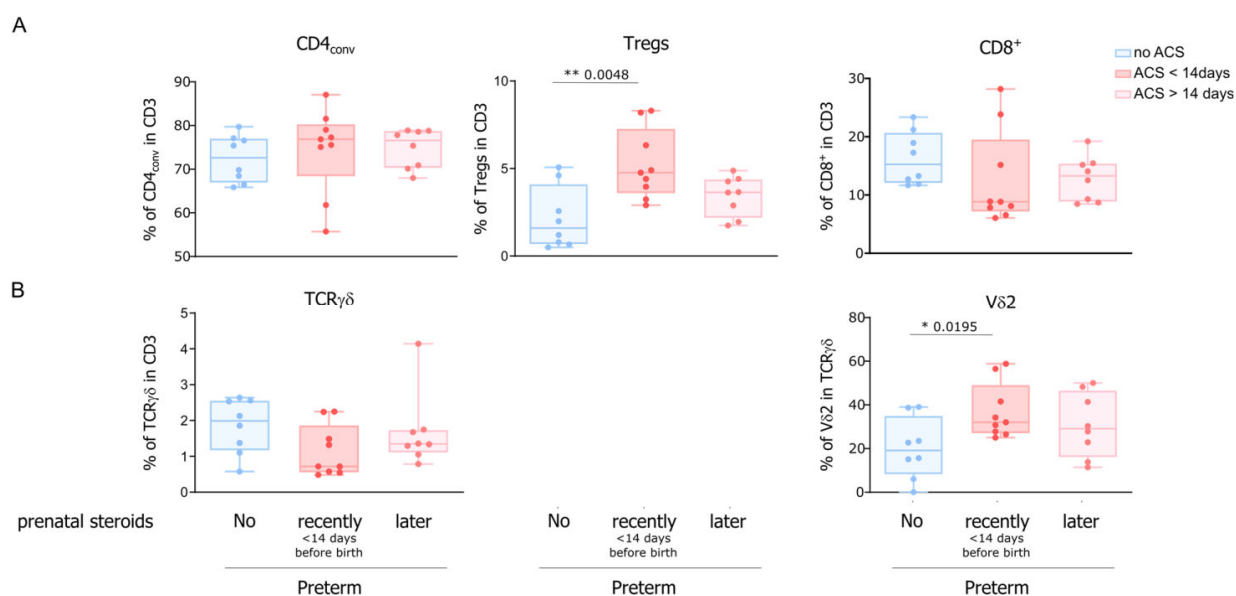 A
CD4conv
% of CD4conv in CD3
90
80
70
60
50
Tregs
** 0.0048
% of Tregs in CD3
10
5
0
CD8+
% of CD8+ in CD3
30
20
10
0
no ACS
ACS < 14days
ACS > 14 days
B
TCRγδ
% of TCRγδ in CD3
5
4
3
2
1
0
Vδ2
* 0.0195
% of Vδ2 in TCRγδ
80
60
40
20
0
prenatal steroids
No
recently
<14 days
before birth
later
Preterm
No
recently
<14 days
before birth
later
Preterm
No
recently
<14 days
before birth
later
Preterm